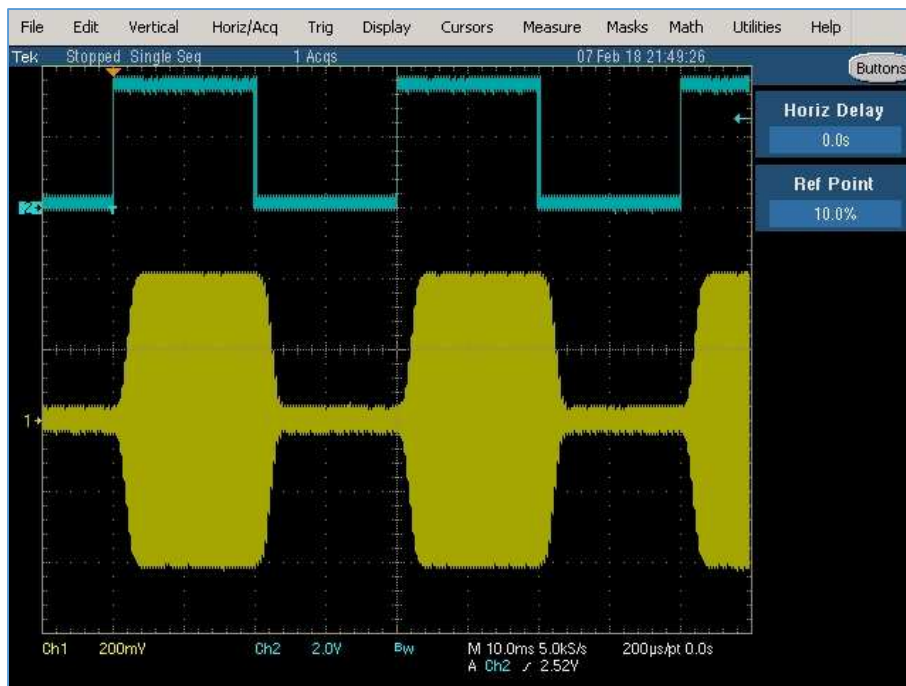 File Edit Vertical Horiz/Acq Trig Display Cursors Measure Masks Math Utilities Help
Tek Stopped Single Seq 1 Acqs 07 Feb 18 21:49:26
Buttons
Horiz Delay
0.0s
Ref Point
10.0%
2
1
Ch1 200mV Ch2 2.0V Bw M 10.0ms 5.0kS/s 200µs/pt 0.0s
A Ch2 ∕ 2.52V